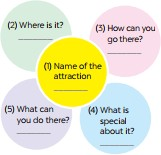 (2) Where is it?
(3) How can you
go there?
(1) Name of the
attraction
(5) What can
you do there?
(4) What is
special
about it?